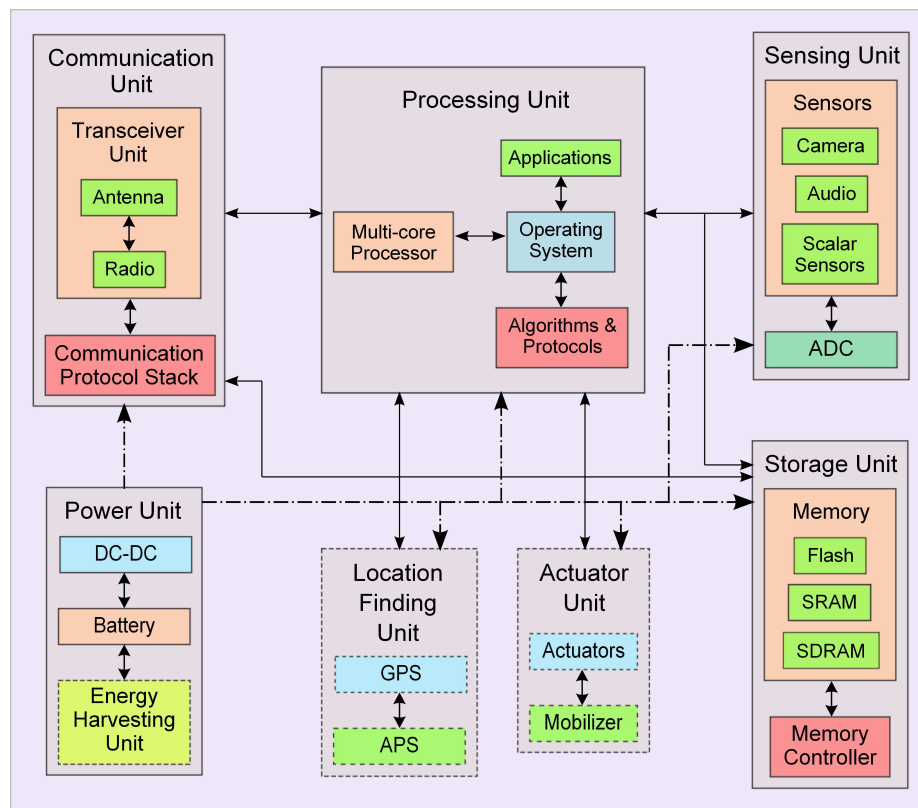 Communication
Unit
Transceiver
Unit
Antenna
Radio
Communication
Protocol Stack
Processing Unit
Applications
Multi-core
Processor
Operating
System
Algorithms &
Protocols
Sensing Unit
Sensors
Camera
Audio
Scalar
Sensors
ADC
Power Unit
DC-DC
Battery
Energy
Harvesting
Unit
Location
Finding
Unit
GPS
APS
Actuator
Unit
Actuators
Mobilizer
Storage Unit
Memory
Flash
SRAM
SDRAM
Memory
Controller